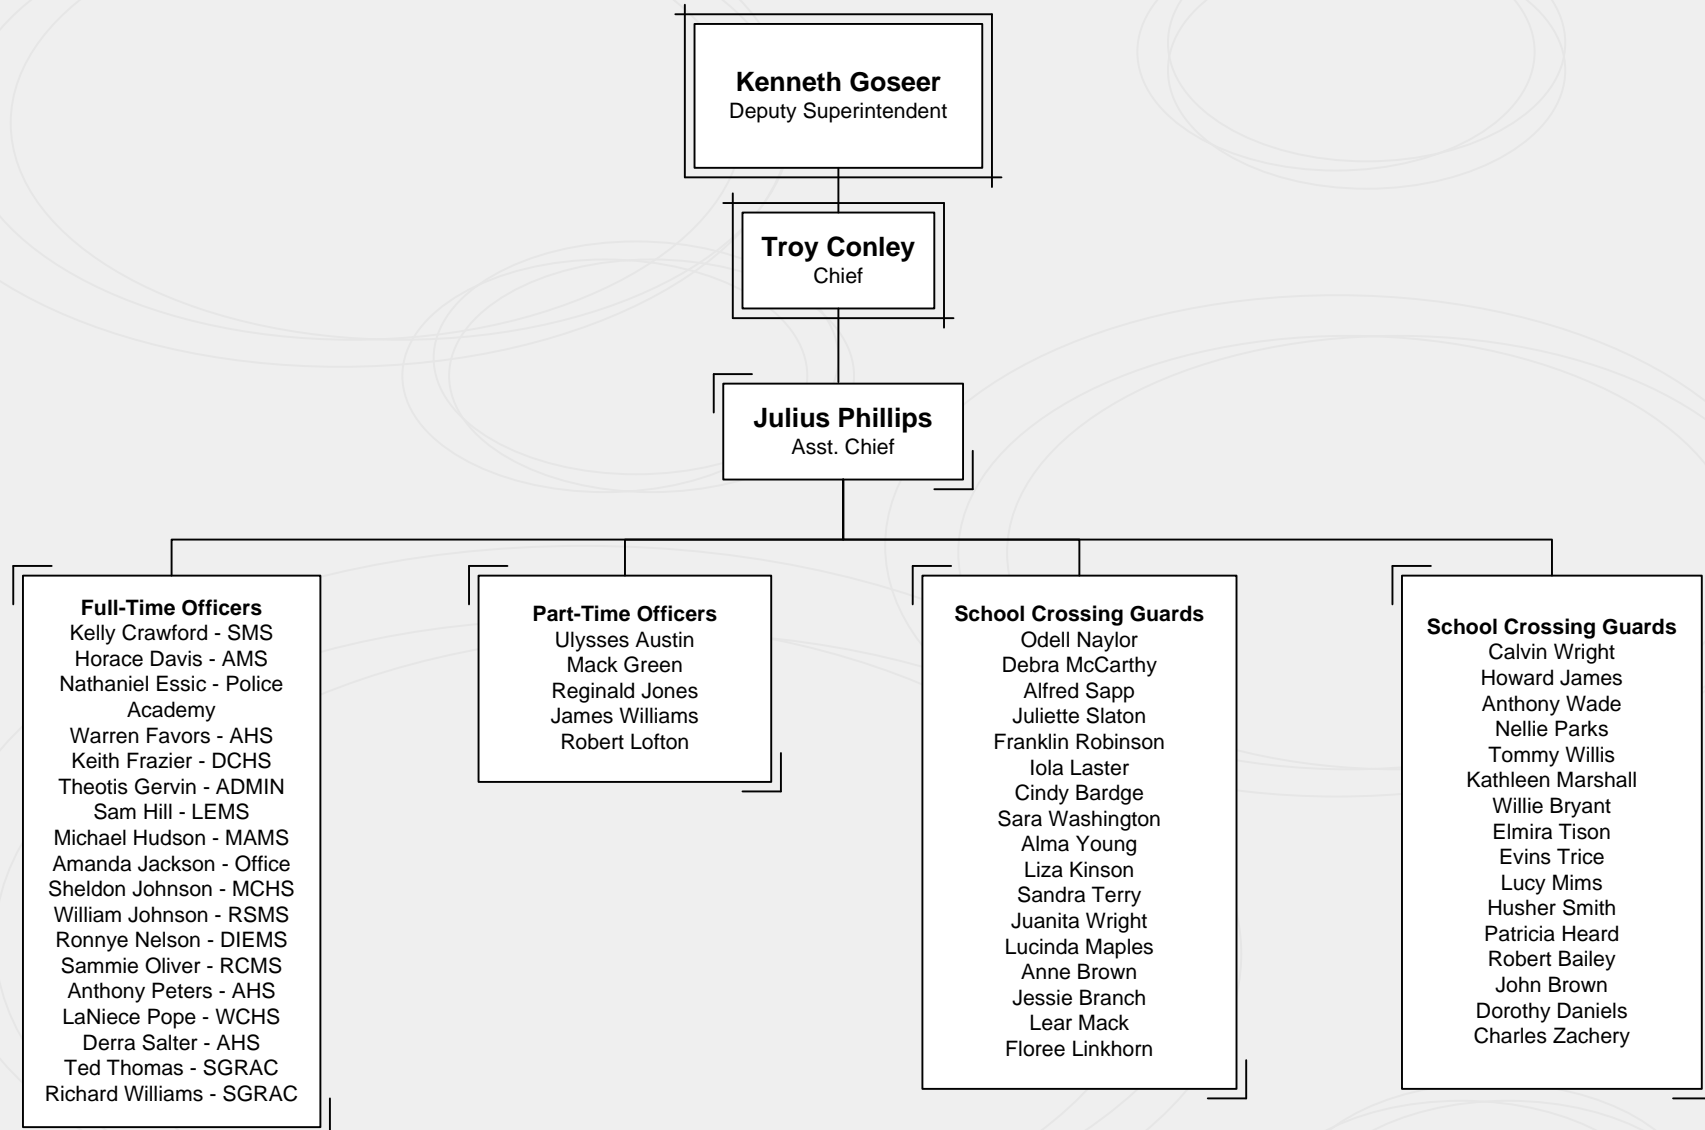 Kenneth Goseer
Deputy Superintendent
Troy Conley
Chief
Julius Phillips
Asst. Chief
Full-Time Officers
Kelly Crawford - SMS
Horace Davis - AMS
Nathaniel Essic - Police
Academy
Warren Favors - AHS
Keith Frazier - DCHS
Theotis Gervin - ADMIN
Sam Hill - LEMS
Michael Hudson - MAMS
Amanda Jackson - Office
Sheldon Johnson - MCHS
William Johnson - RSMS
Ronnye Nelson - DIEMS
Sammie Oliver - RCMS
Anthony Peters - AHS
LaNiece Pope - WCHS
Derra Salter - AHS
Ted Thomas - SGRAC
Richard Williams - SGRAC
Part-Time Officers
Ulysses Austin
Mack Green
Reginald Jones
James Williams
Robert Lofton
School Crossing Guards
Odell Naylor
Debra McCarthy
Alfred Sapp
Juliette Slaton
Franklin Robinson
Iola Laster
Cindy Bardge
Sara Washington
Alma Young
Liza Kinson
Sandra Terry
Juanita Wright
Lucinda Maples
Anne Brown
Jessie Branch
Lear Mack
Floree Linkhorn
School Crossing Guards
Calvin Wright
Howard James
Anthony Wade
Nellie Parks
Tommy Willis
Kathleen Marshall
Willie Bryant
Elmira Tison
Evins Trice
Lucy Mims
Husher Smith
Patricia Heard
Robert Bailey
John Brown
Dorothy Daniels
Charles Zachery